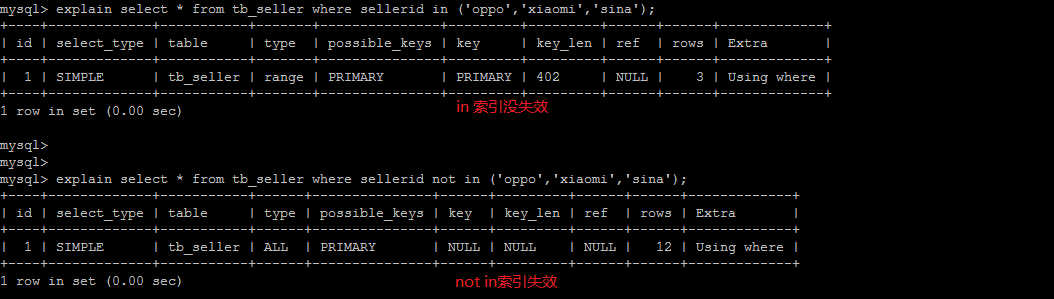 mysql> explain select * from tb_seller where sellerid in ('oppo','xiaomi','sina');
+----+-------------+-----------+-------+---------------+---------+---------+------+------+-------------+
| id | select_type | table     | type  | possible_keys | key     | key_len | ref  | rows | Extra       |
+----+-------------+-----------+-------+---------------+---------+---------+------+------+-------------+
|  1 | SIMPLE      | tb_seller | range | PRIMARY       | PRIMARY | 402     | NULL |    3 | Using where |
+----+-------------+-----------+-------+---------------+---------+---------+------+------+-------------+
in 索引没失效
1 row in set (0.00 sec)
mysql>
mysql>
mysql> explain select * from tb_seller where sellerid not in ('oppo','xiaomi','sina');
+----+-------------+-----------+------+---------------+------+---------+------+------+-------------+
| id | select_type | table     | type | possible_keys | key  | key_len | ref  | rows | Extra       |
+----+-------------+-----------+------+---------------+------+---------+------+------+-------------+
|  1 | SIMPLE      | tb_seller | ALL  | PRIMARY       | NULL | NULL    | NULL |   12 | Using where |
+----+-------------+-----------+------+---------------+------+---------+------+------+-------------+
1 row in set (0.00 sec)
not in索引失效